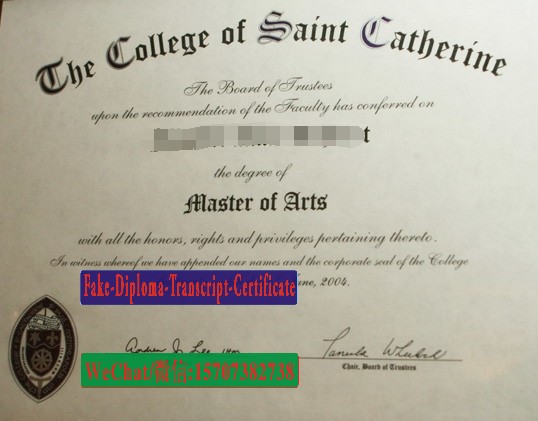 The College of Saint Catherine
The Board of Trustees
upon the recommendation of the Faculty has conferred on
t
the degree of
Master of Arts
with all the honors, rights and privileges pertaining thereto.
In witness whereof we have appended our names and the corporate seal of the College
Fake-Diploma-Transcript-Certificate
2004.
WeChat/微信:15707382738
Chair, Board of Trustees